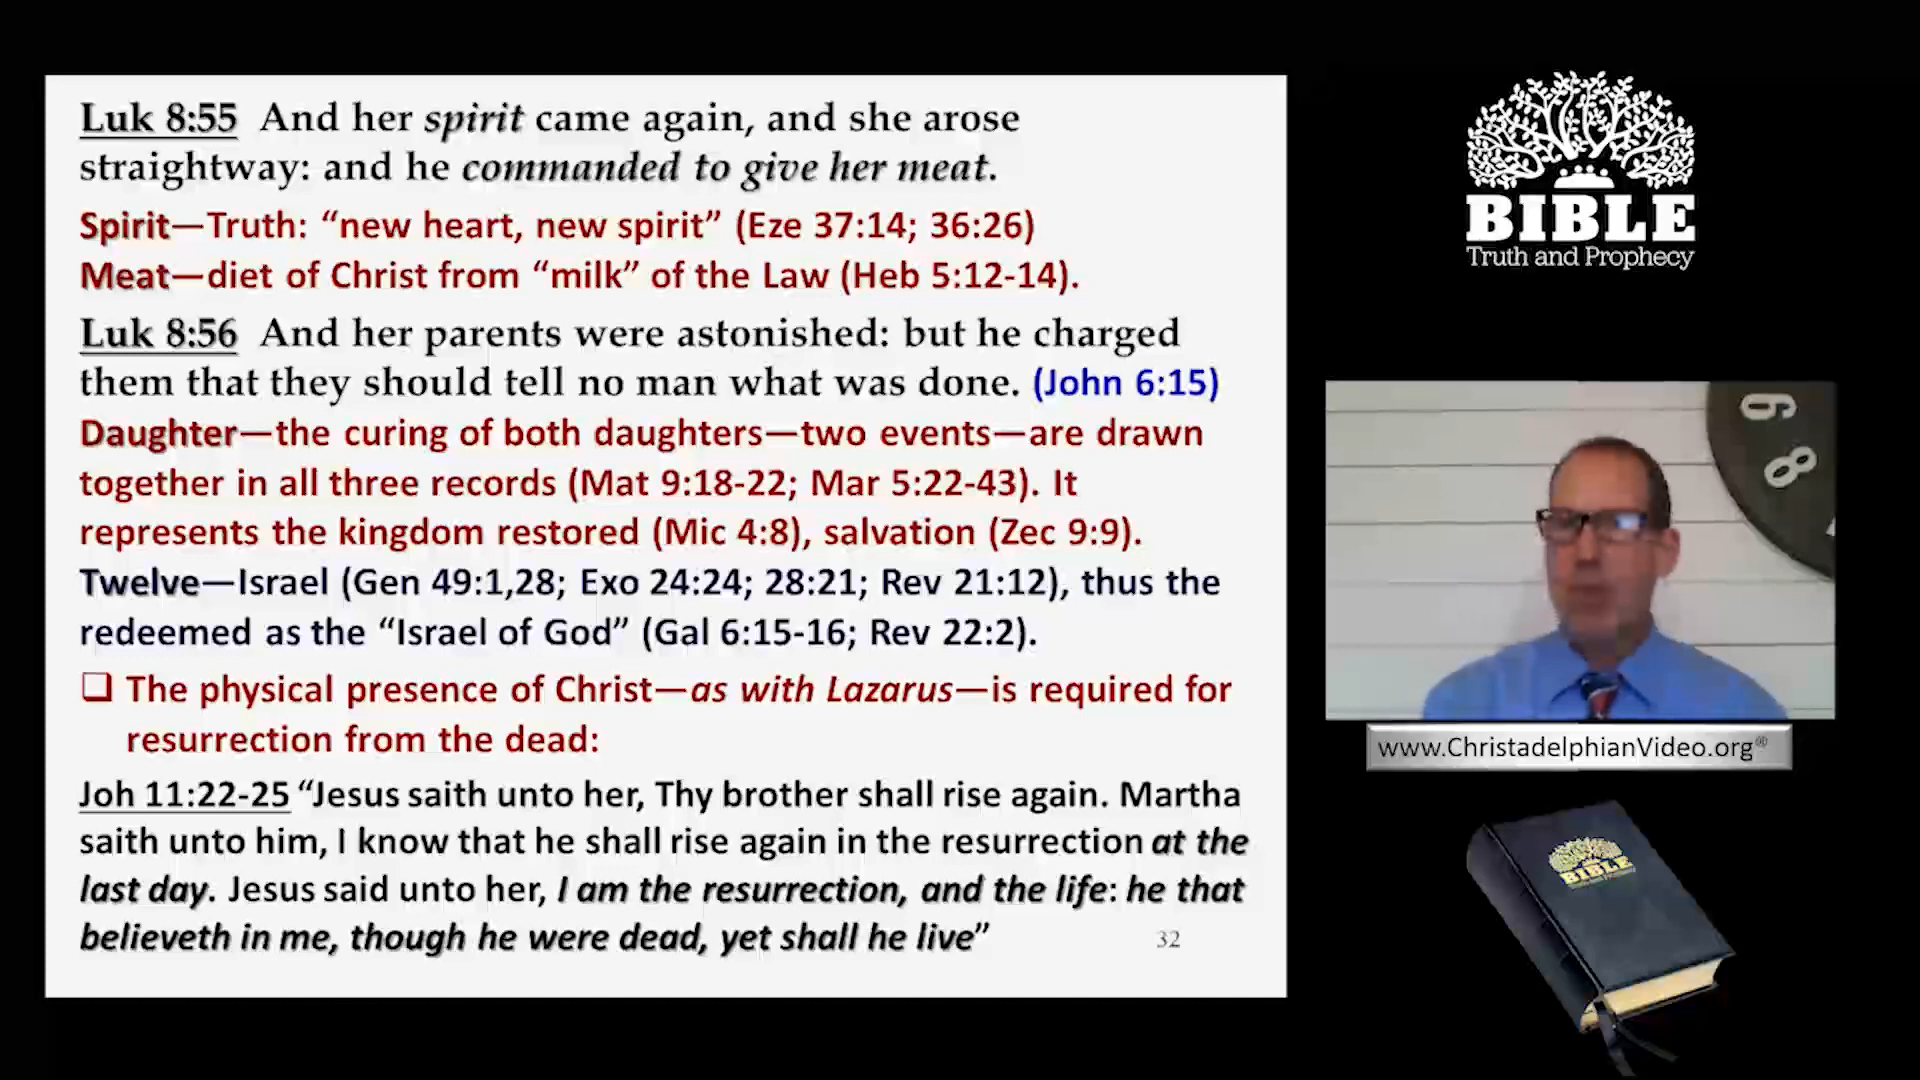 Luk 8:55 And her spirit came again, and she arose
straightway: and he commanded to give her meat.
Spirit—Truth: “new heart, new spirit” (Eze 37:14; 36:26)
Meat—diet of Christ from “milk” of the Law (Heb 5:12-14).
Luk 8:56 And her parents were astonished: but he charged
them that they should tell no man what was done. (John 6:15)
Daughter—the curing of both daughters—two events—are drawn
together in all three records (Mat 9:18-22; Mar 5:22-43). It
represents the kingdom restored (Mic 4:8), salvation (Zec 9:9).
Twelve—Israel (Gen 49:1,28; Exo 24:24; 28:21; Rev 21:12), thus the
redeemed as the “Israel of God” (Gal 6:15-16; Rev 22:2).
❑ The physical presence of Christ—as with Lazarus—is required for
resurrection from the dead:
Joh 11:22-25 “Jesus saith unto her, Thy brother shall rise again. Martha
saith unto him, I know that he shall rise again in the resurrection at the
last day. Jesus said unto her, I am the resurrection, and the life: he that
believeth in me, though he were dead, yet shall he live”
32
BIBLE
Truth and Prophecy
6
8
www.ChristadelphianVideo.org®
BIBLE